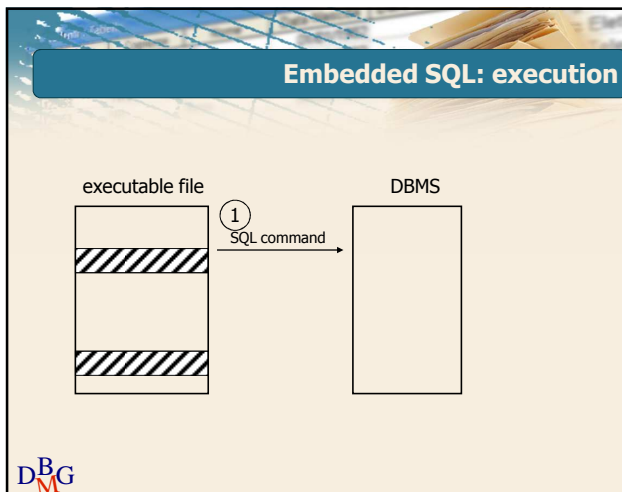 Embedded SQL: execution
executable file
DBMS
1
SQL command
DBMG